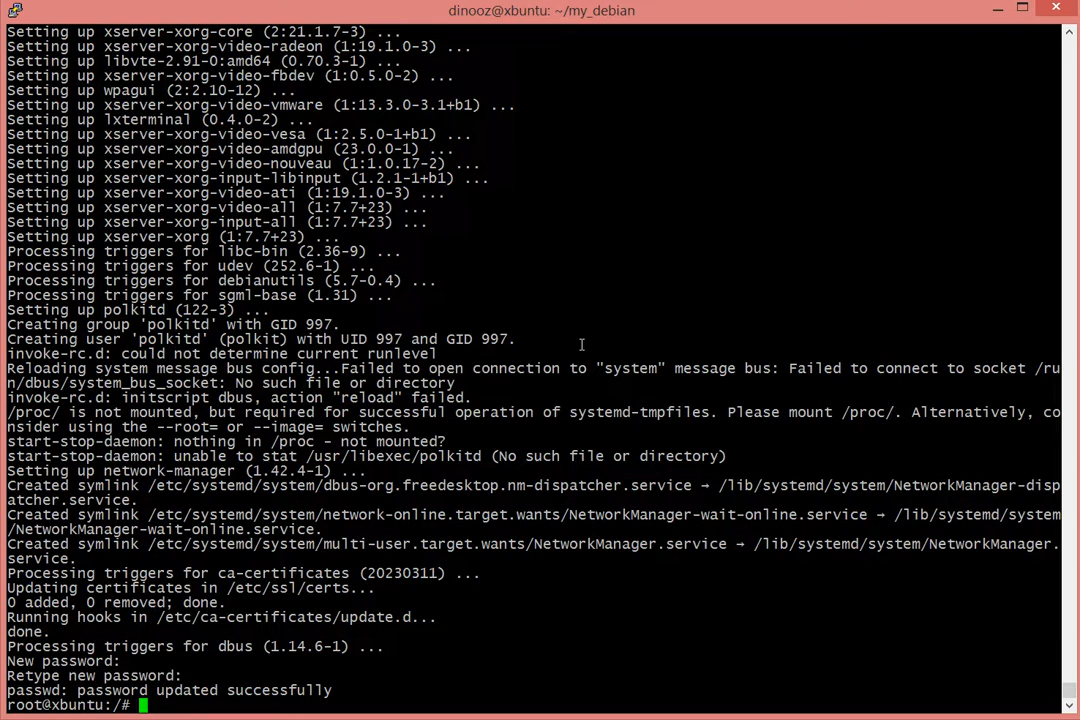 dinooz@xbuntu: ~/my_debian
Setting up xserver-xorg-core (2:21.1.7-3) ...
Setting up xserver-xorg-video-radeon (1:19.1.0-3) ...
Setting up libvte-2.91-0:amd64 (0.70.3-1) ...
Setting up xserver-xorg-video-fbdev (1:0.5.0-2) ...
Setting up wpagui (2:2.10-12) ...
Setting up xserver-xorg-video-vmware (1:13.3.0-3.1+b1) ...
Setting up lxterminal (0.4.0-2) ...
Setting up xserver-xorg-video-vesa (1:2.5.0-1+b1) ...
Setting up xserver-xorg-video-amdgpu (23.0.0-1) ...
Setting up xserver-xorg-video-nouveau (1:1.0.17-2) ...
Setting up xserver-xorg-input-libinput (1.2.1-1+b1) ...
Setting up xserver-xorg-video-ati (1:19.1.0-3) ...
Setting up xserver-xorg-video-all (1:7.7+23) ...
Setting up xserver-xorg-input-all (1:7.7+23) ...
Setting up xserver-xorg (1:7.7+23) ...
Processing triggers for libc-bin (2.36-9) ...
Processing triggers for udev (252.6-1) ...
Processing triggers for debianutils (5.7-0.4) ...
Processing triggers for sgml-base (1.31) ...
Setting up polkitd (122-3) ...
Creating group 'polkitd' with GID 997.
Creating user 'polkitd' (polkit) with UID 997 and GID 997.
invoke-rc.d: could not determine current runlevel
Reloading system message bus config...Failed to open connection to "system" message bus: Failed to connect to socket /ru
n/dbus/system_bus_socket: No such file or directory
invoke-rc.d: initscript dbus, action "reload" failed.
/proc/ is not mounted, but required for successful operation of systemd-tmpfiles. Please mount /proc/. Alternatively, co
nsider using the --root= or --image= switches.
start-stop-daemon: nothing in /proc - not mounted?
start-stop-daemon: unable to stat /usr/libexec/polkitd (No such file or directory)
Setting up network-manager (1.42.4-1) ...
Created symlink /etc/systemd/system/dbus-org.freedesktop.nm-dispatcher.service → /lib/systemd/system/NetworkManager-disp
atcher.service.
Created symlink /etc/systemd/system/network-online.target.wants/NetworkManager-wait-online.service → /lib/systemd/system
/NetworkManager-wait-online.service.
Created symlink /etc/systemd/system/multi-user.target.wants/NetworkManager.service → /lib/systemd/system/NetworkManager.
service.
Processing triggers for ca-certificates (20230311) ...
Updating certificates in /etc/ssl/certs...
0 added, 0 removed; done.
Running hooks in /etc/ca-certificates/update.d...
done.
Processing triggers for dbus (1.14.6-1) ...
New password:
Retype new password:
passwd: password updated successfully
root@xbuntu:/#